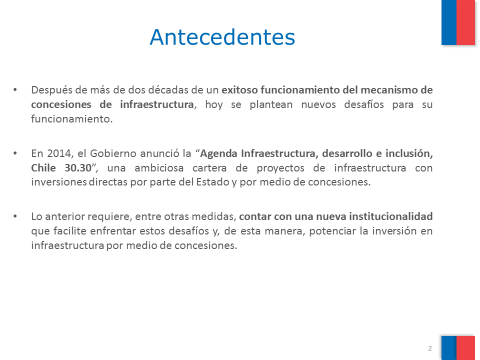 Antecedentes
• Después de más de dos décadas de un exitoso funcionamiento del mecanismo de
concesiones de infraestructura, hoy se plantean nuevos desafíos para su
funcionamiento.
• En 2014, el Gobierno anunció la “Agenda Infraestructura, desarrollo e inclusión,
Chile 30.30”, una ambiciosa cartera de proyectos de infraestructura con
inversiones directas por parte del Estado y por medio de concesiones.
• Lo anterior requiere, entre otras medidas, contar con una nueva institucionalidad
que facilite enfrentar estos desafíos y, de esta manera, potenciar la inversión en
infraestructura por medio de concesiones.
2